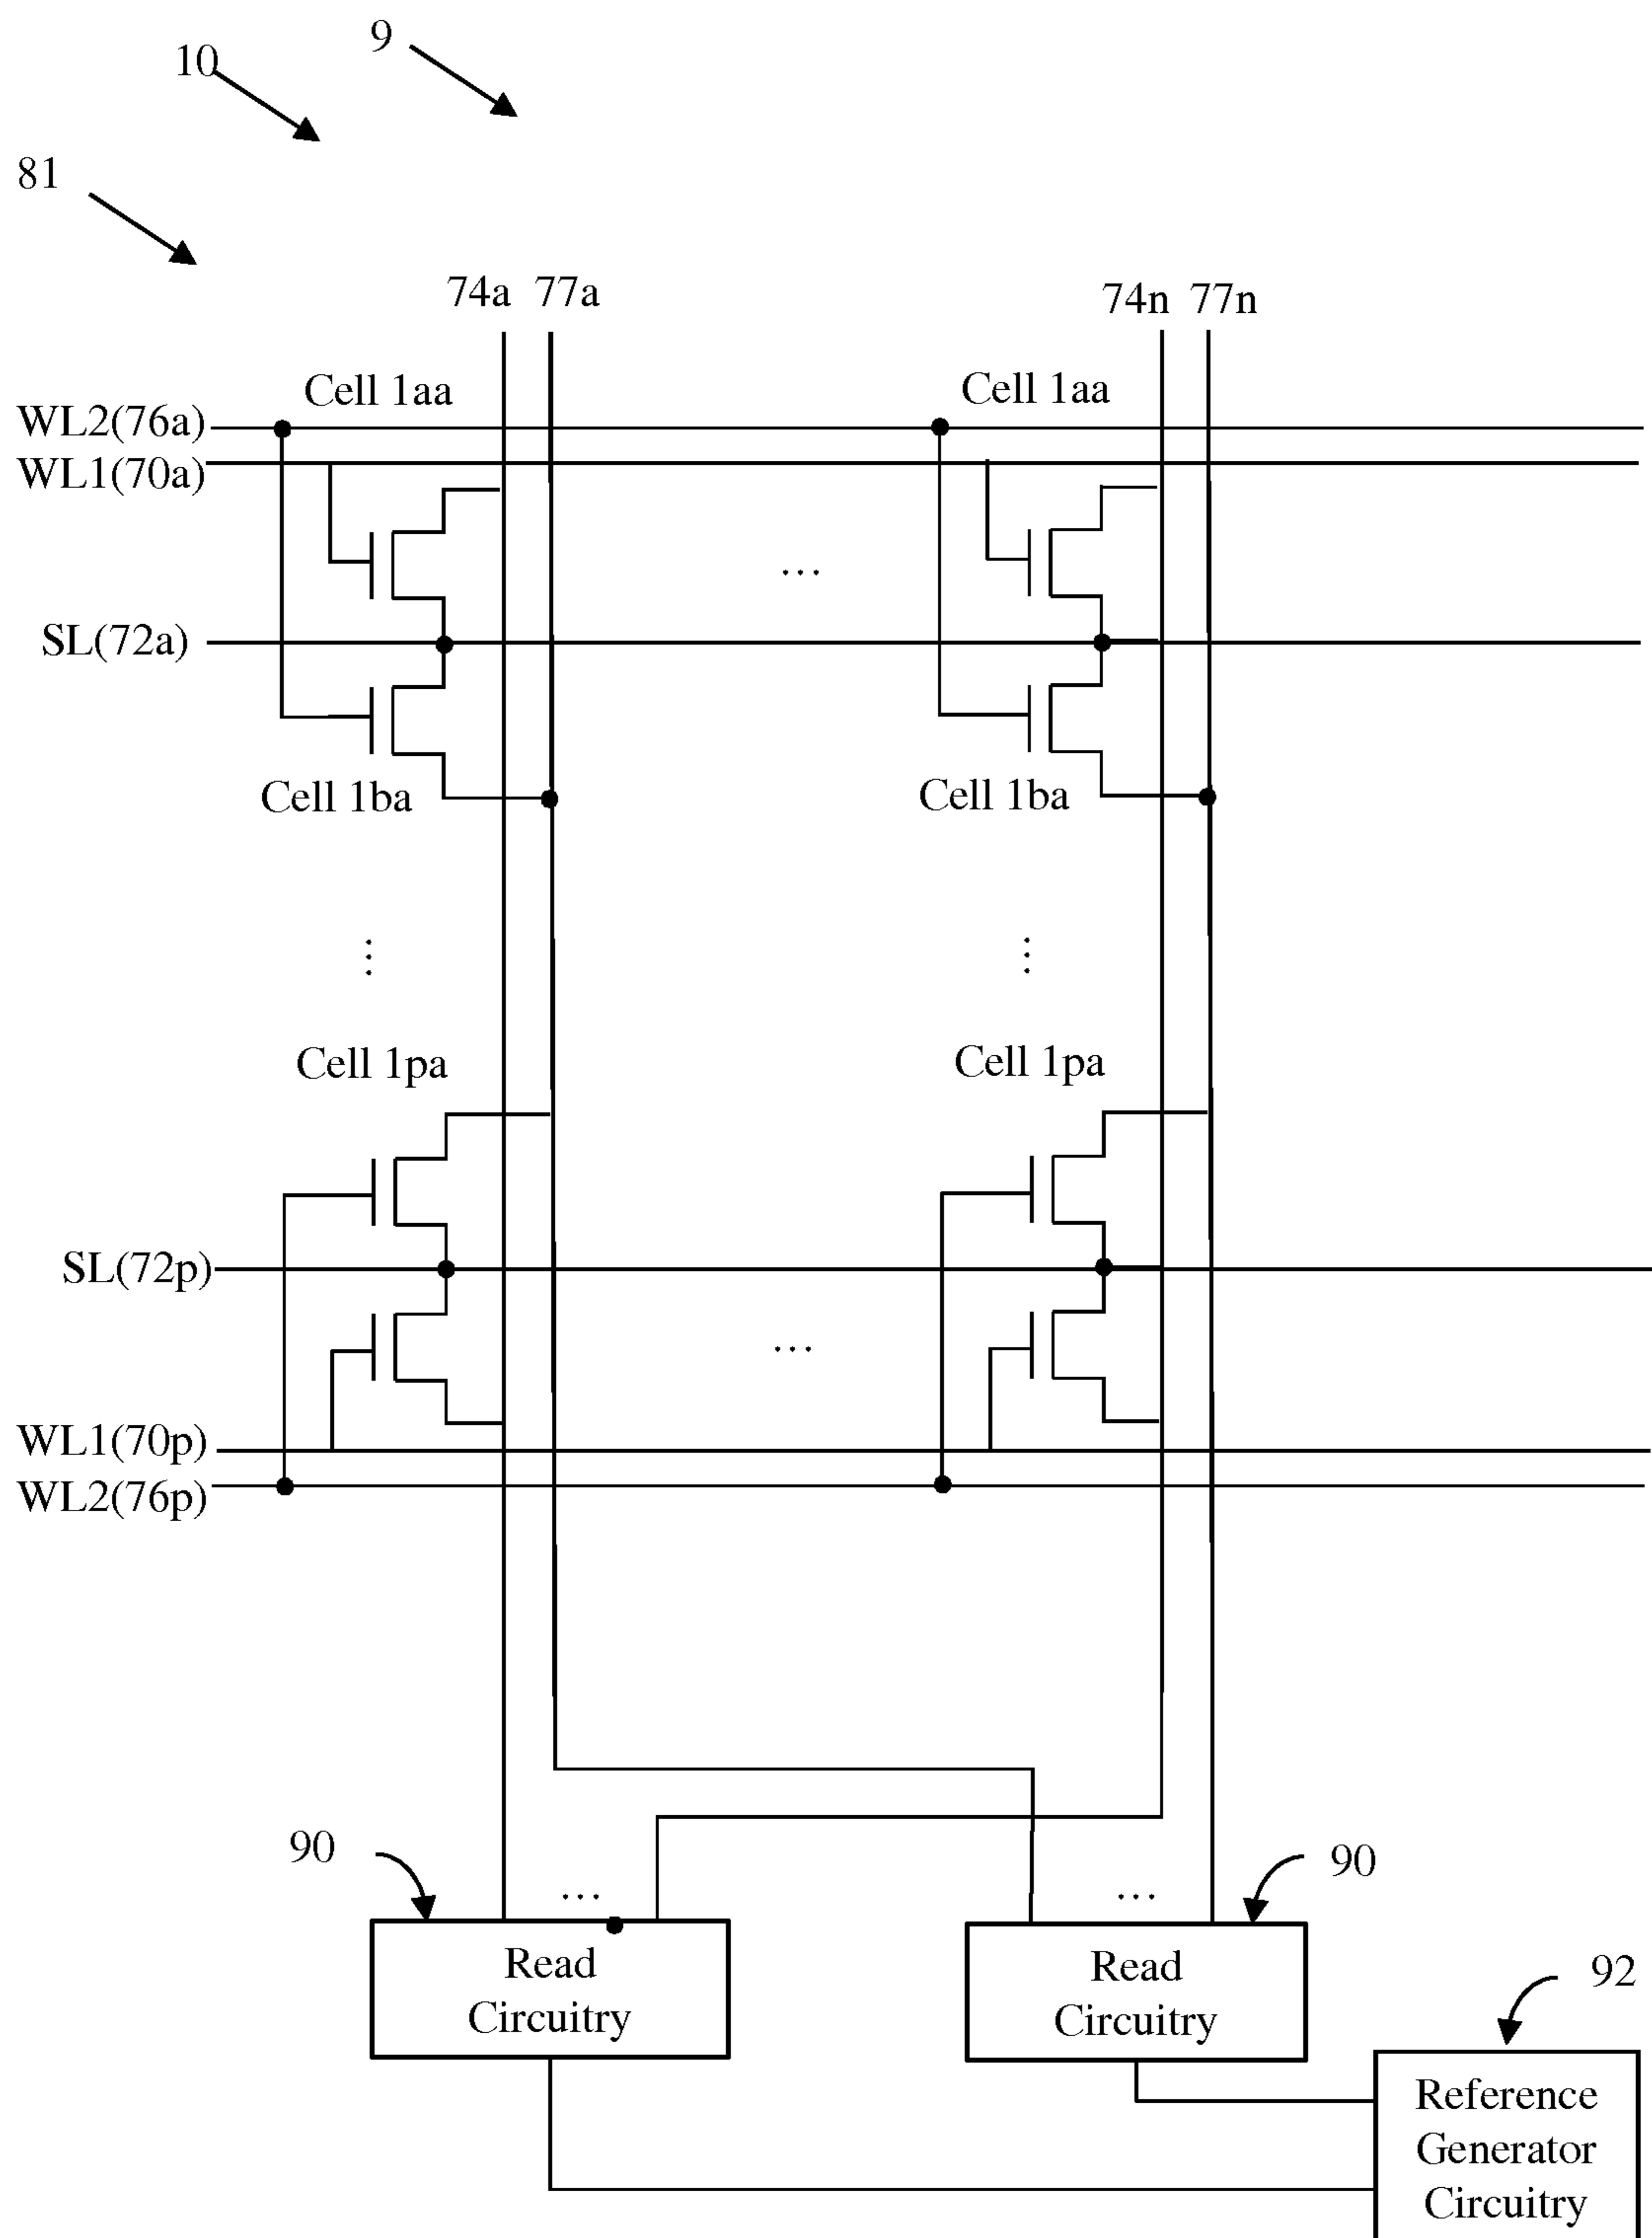 9
10
81
74a 77a
74n 77n
Cell 1aa
Cell 1aa
WL2(76a)
WL1(70a)
...
SL(72a)
Cell 1ba
Cell 1ba
...
...
Cell 1pa
Cell 1pa
SL(72p)
...
WL1(70p)
WL2(76p)
90
90
...
...
Read
Circuitry
Read
Circuitry
92
Reference
Generator
Circuitry